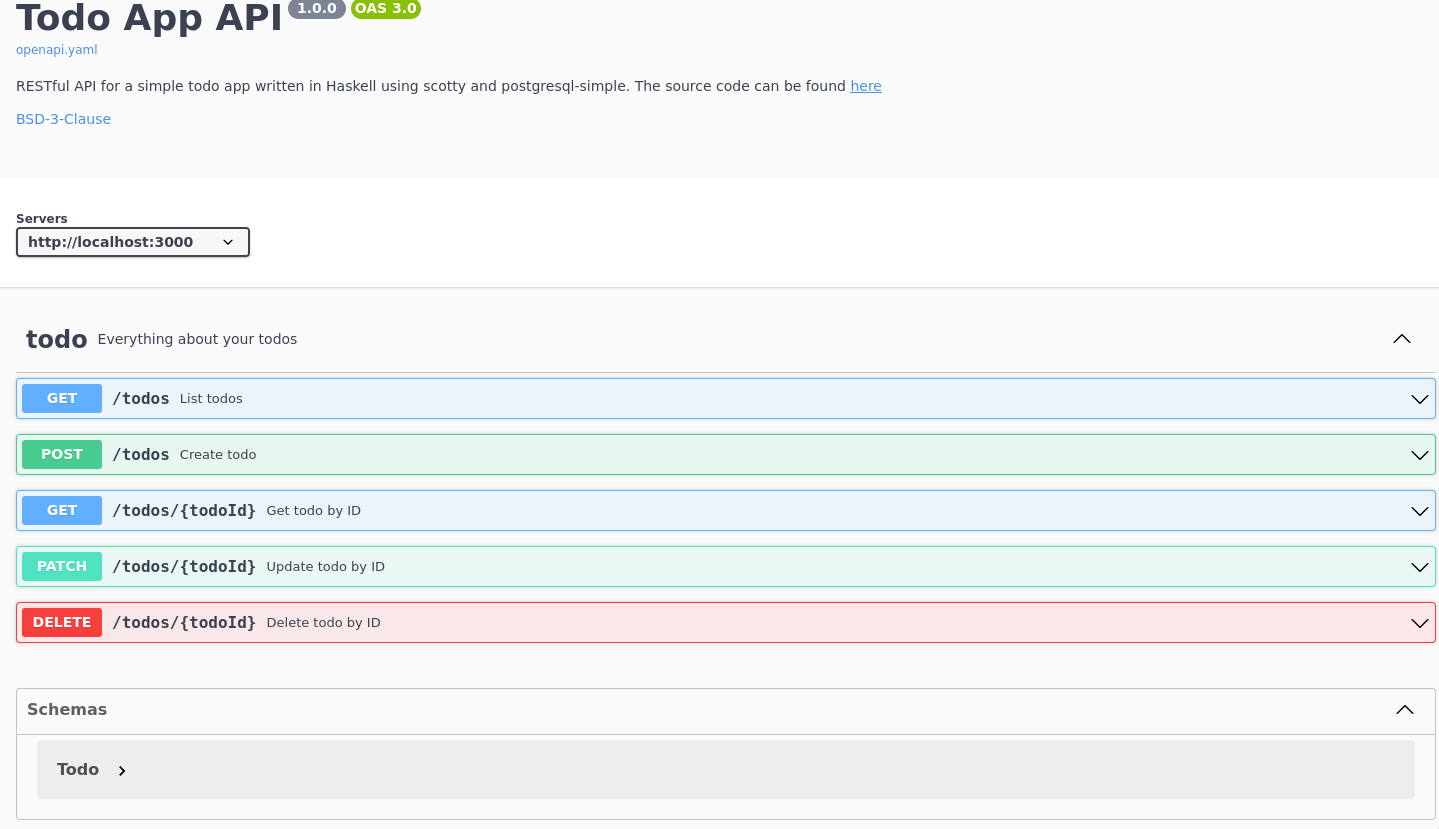 Todo App API 1.0.0 OAS 3.0
openapi.yaml
RESTful API for a simple todo app written in Haskell using scotty and postgresql-simple. The source code can be found here
BSD-3-Clause
Servers
http://localhost:3000
todo Everything about your todos
GET /todos List todos
POST /todos Create todo
GET /todos/{todoId} Get todo by ID
PATCH /todos/{todoId} Update todo by ID
DELETE /todos/{todoId} Delete todo by ID
Schemas
Todo